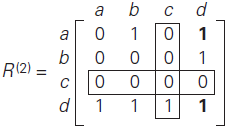 a b c d
a 0 1 0 1
b 0 0 0 1
R(2) = c 0 0 0 0
d 1 1 1 1